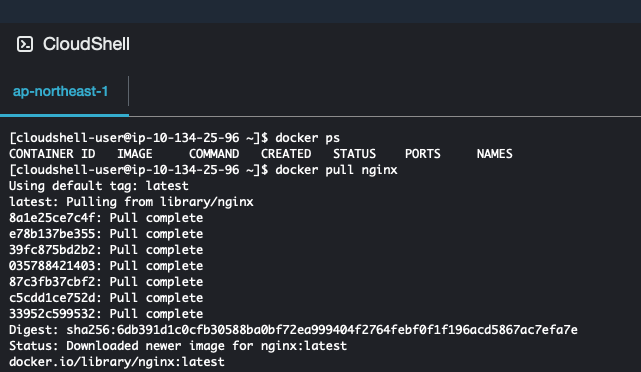 CloudShell
ap-northeast-1
[cloudshell-user@ip-10-134-25-96 ~]$ docker ps
CONTAINER ID   IMAGE     COMMAND   CREATED   STATUS    PORTS     NAMES
[cloudshell-user@ip-10-134-25-96 ~]$ docker pull nginx
Using default tag: latest
latest: Pulling from library/nginx
8a1e25ce7c4f: Pull complete
e78b137be355: Pull complete
39fc875bd2b2: Pull complete
035788421403: Pull complete
87c3fb37cbf2: Pull complete
c5cdd1ce752d: Pull complete
33952c599532: Pull complete
Digest: sha256:6db391d1c0cfb30588ba0bf72ea999404f2764febf0f1f196acd5867ac7efa7e
Status: Downloaded newer image for nginx:latest
docker.io/library/nginx:latest